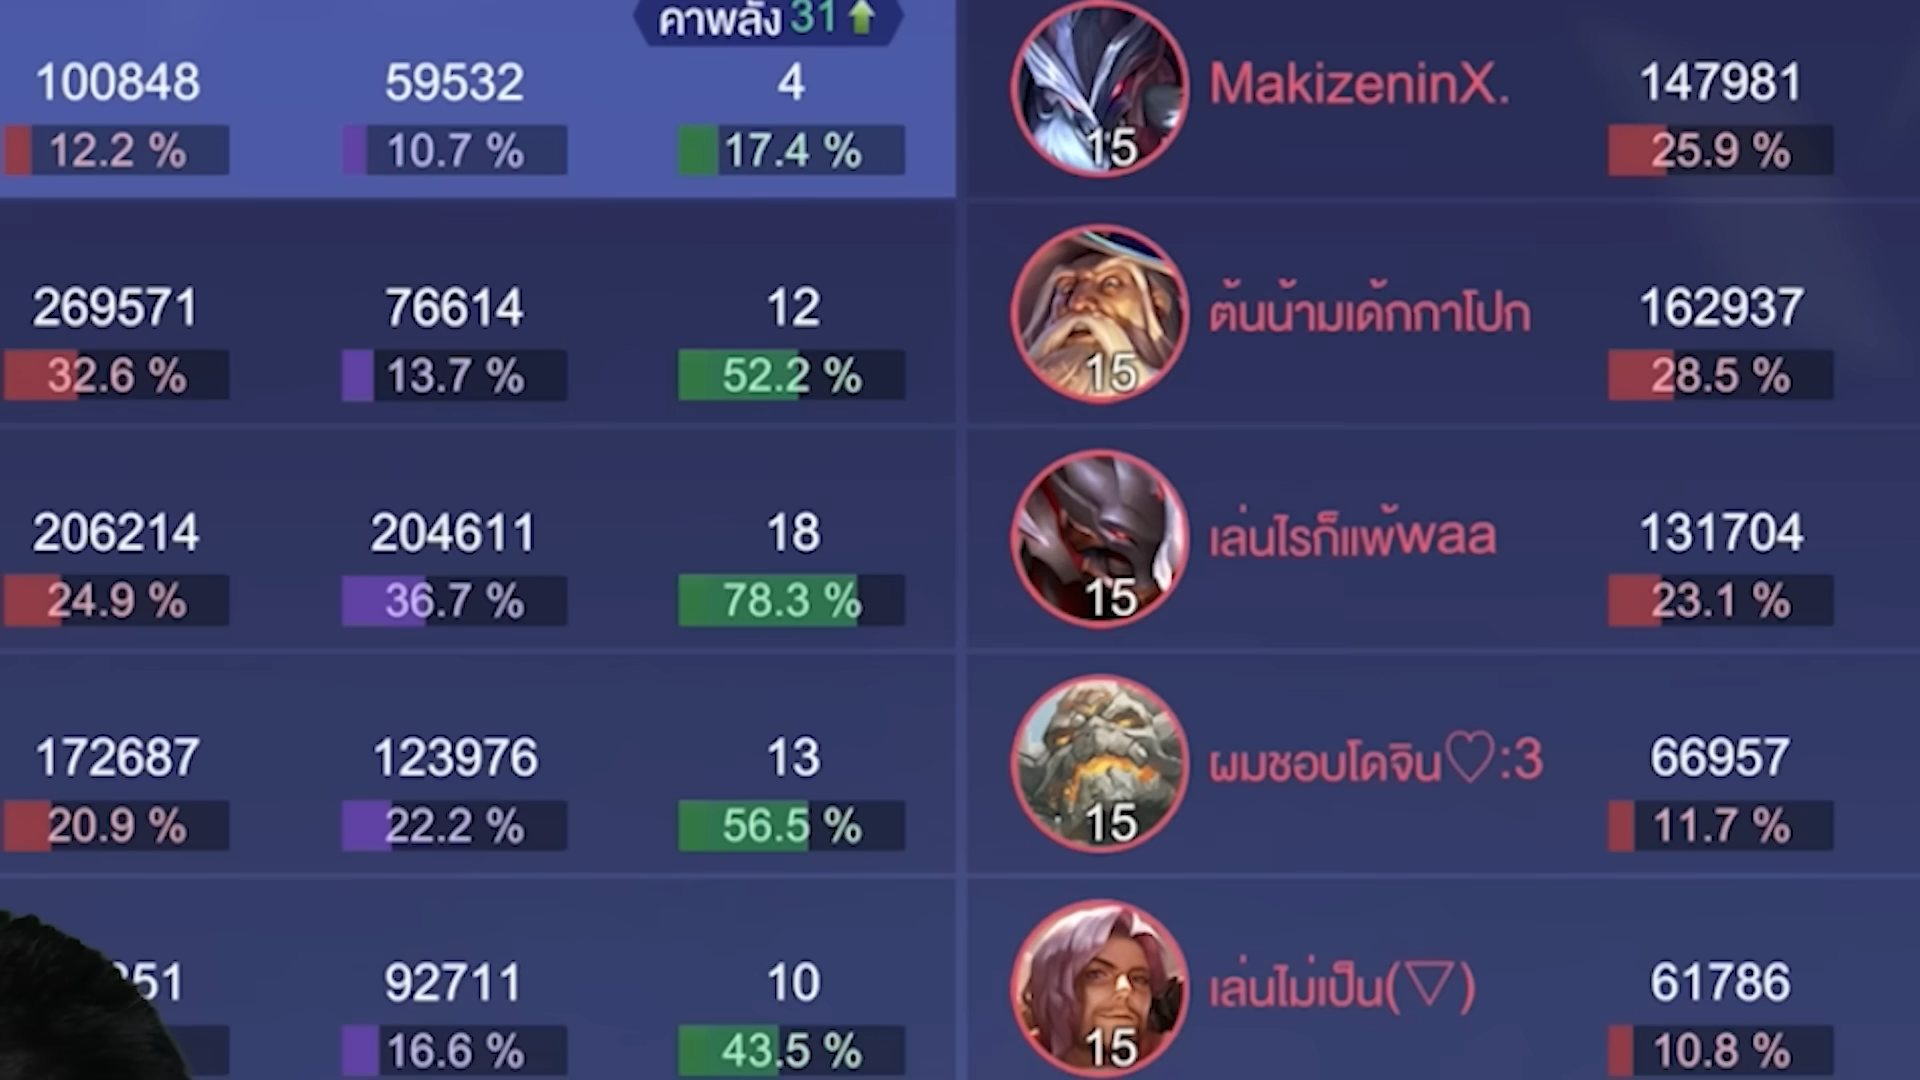 คาพลัง 31
100848 59532 4 MakizeninX. 147981
12.2 % 10.7 % 17.4 % 15 25.9 %
269571 76614 12 ต้นน้ามเด้กกาโปก 162937
32.6 % 13.7 % 52.2 % 15 28.5 %
206214 204611 18 เล่นไรก็แพ้waa 131704
24.9 % 36.7 % 78.3 % 15 23.1 %
172687 123976 13 ผมชอบโดจิน♡:3 66957
20.9 % 22.2 % 56.5 % 15 11.7 %
51 92711 10 เล่นไม่เป็น(▽) 61786
16.6 % 43.5 % 15 10.8 %